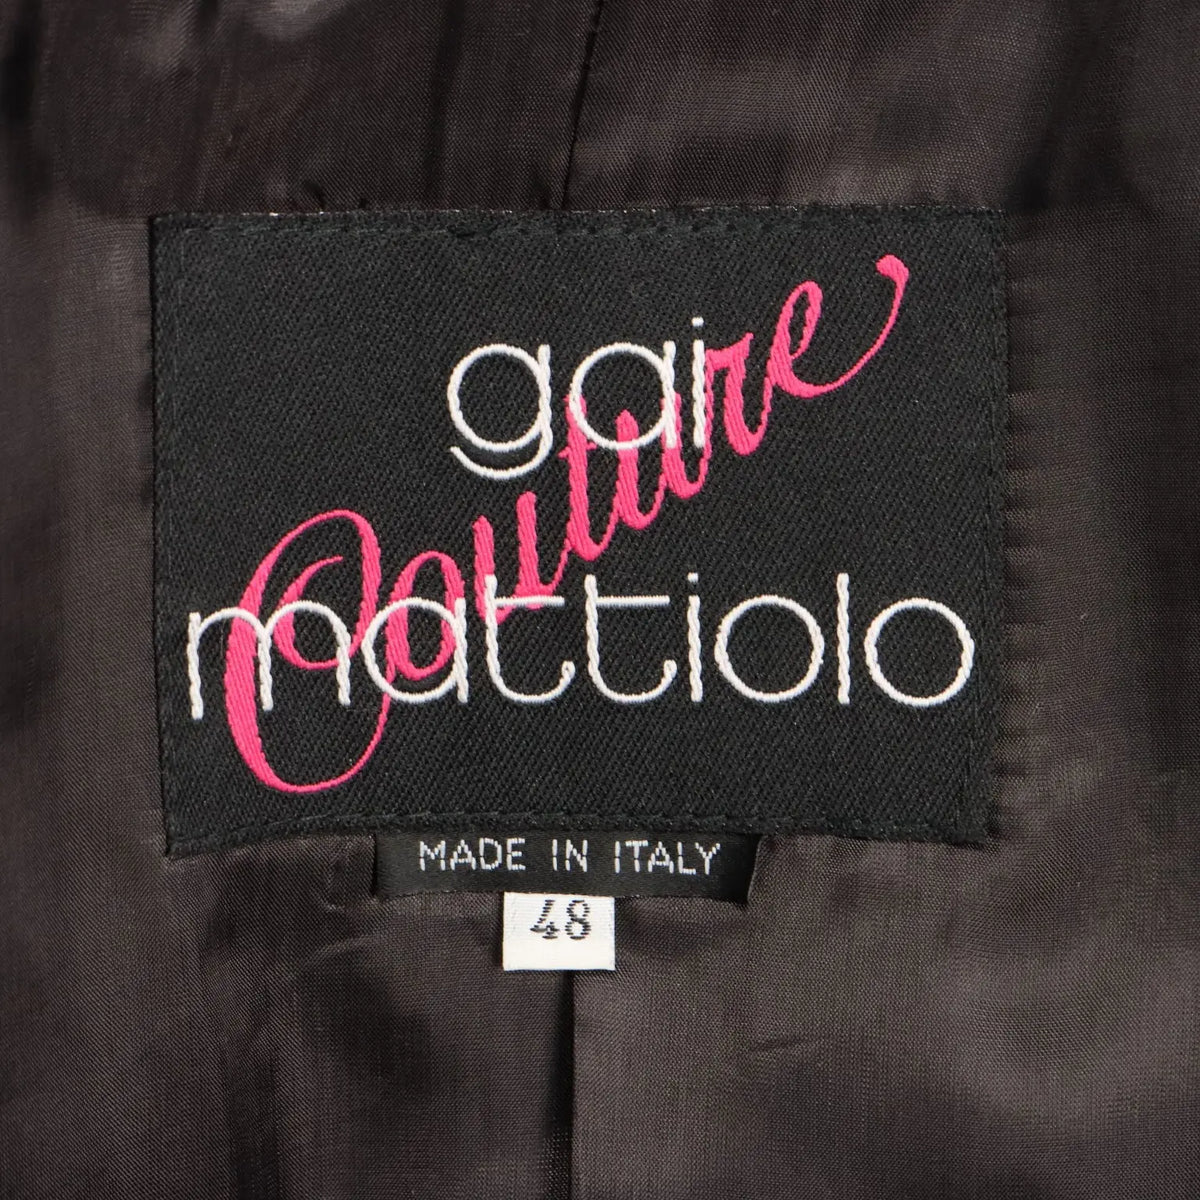 gai
Couture
mattiolo
MADE IN ITALY
48